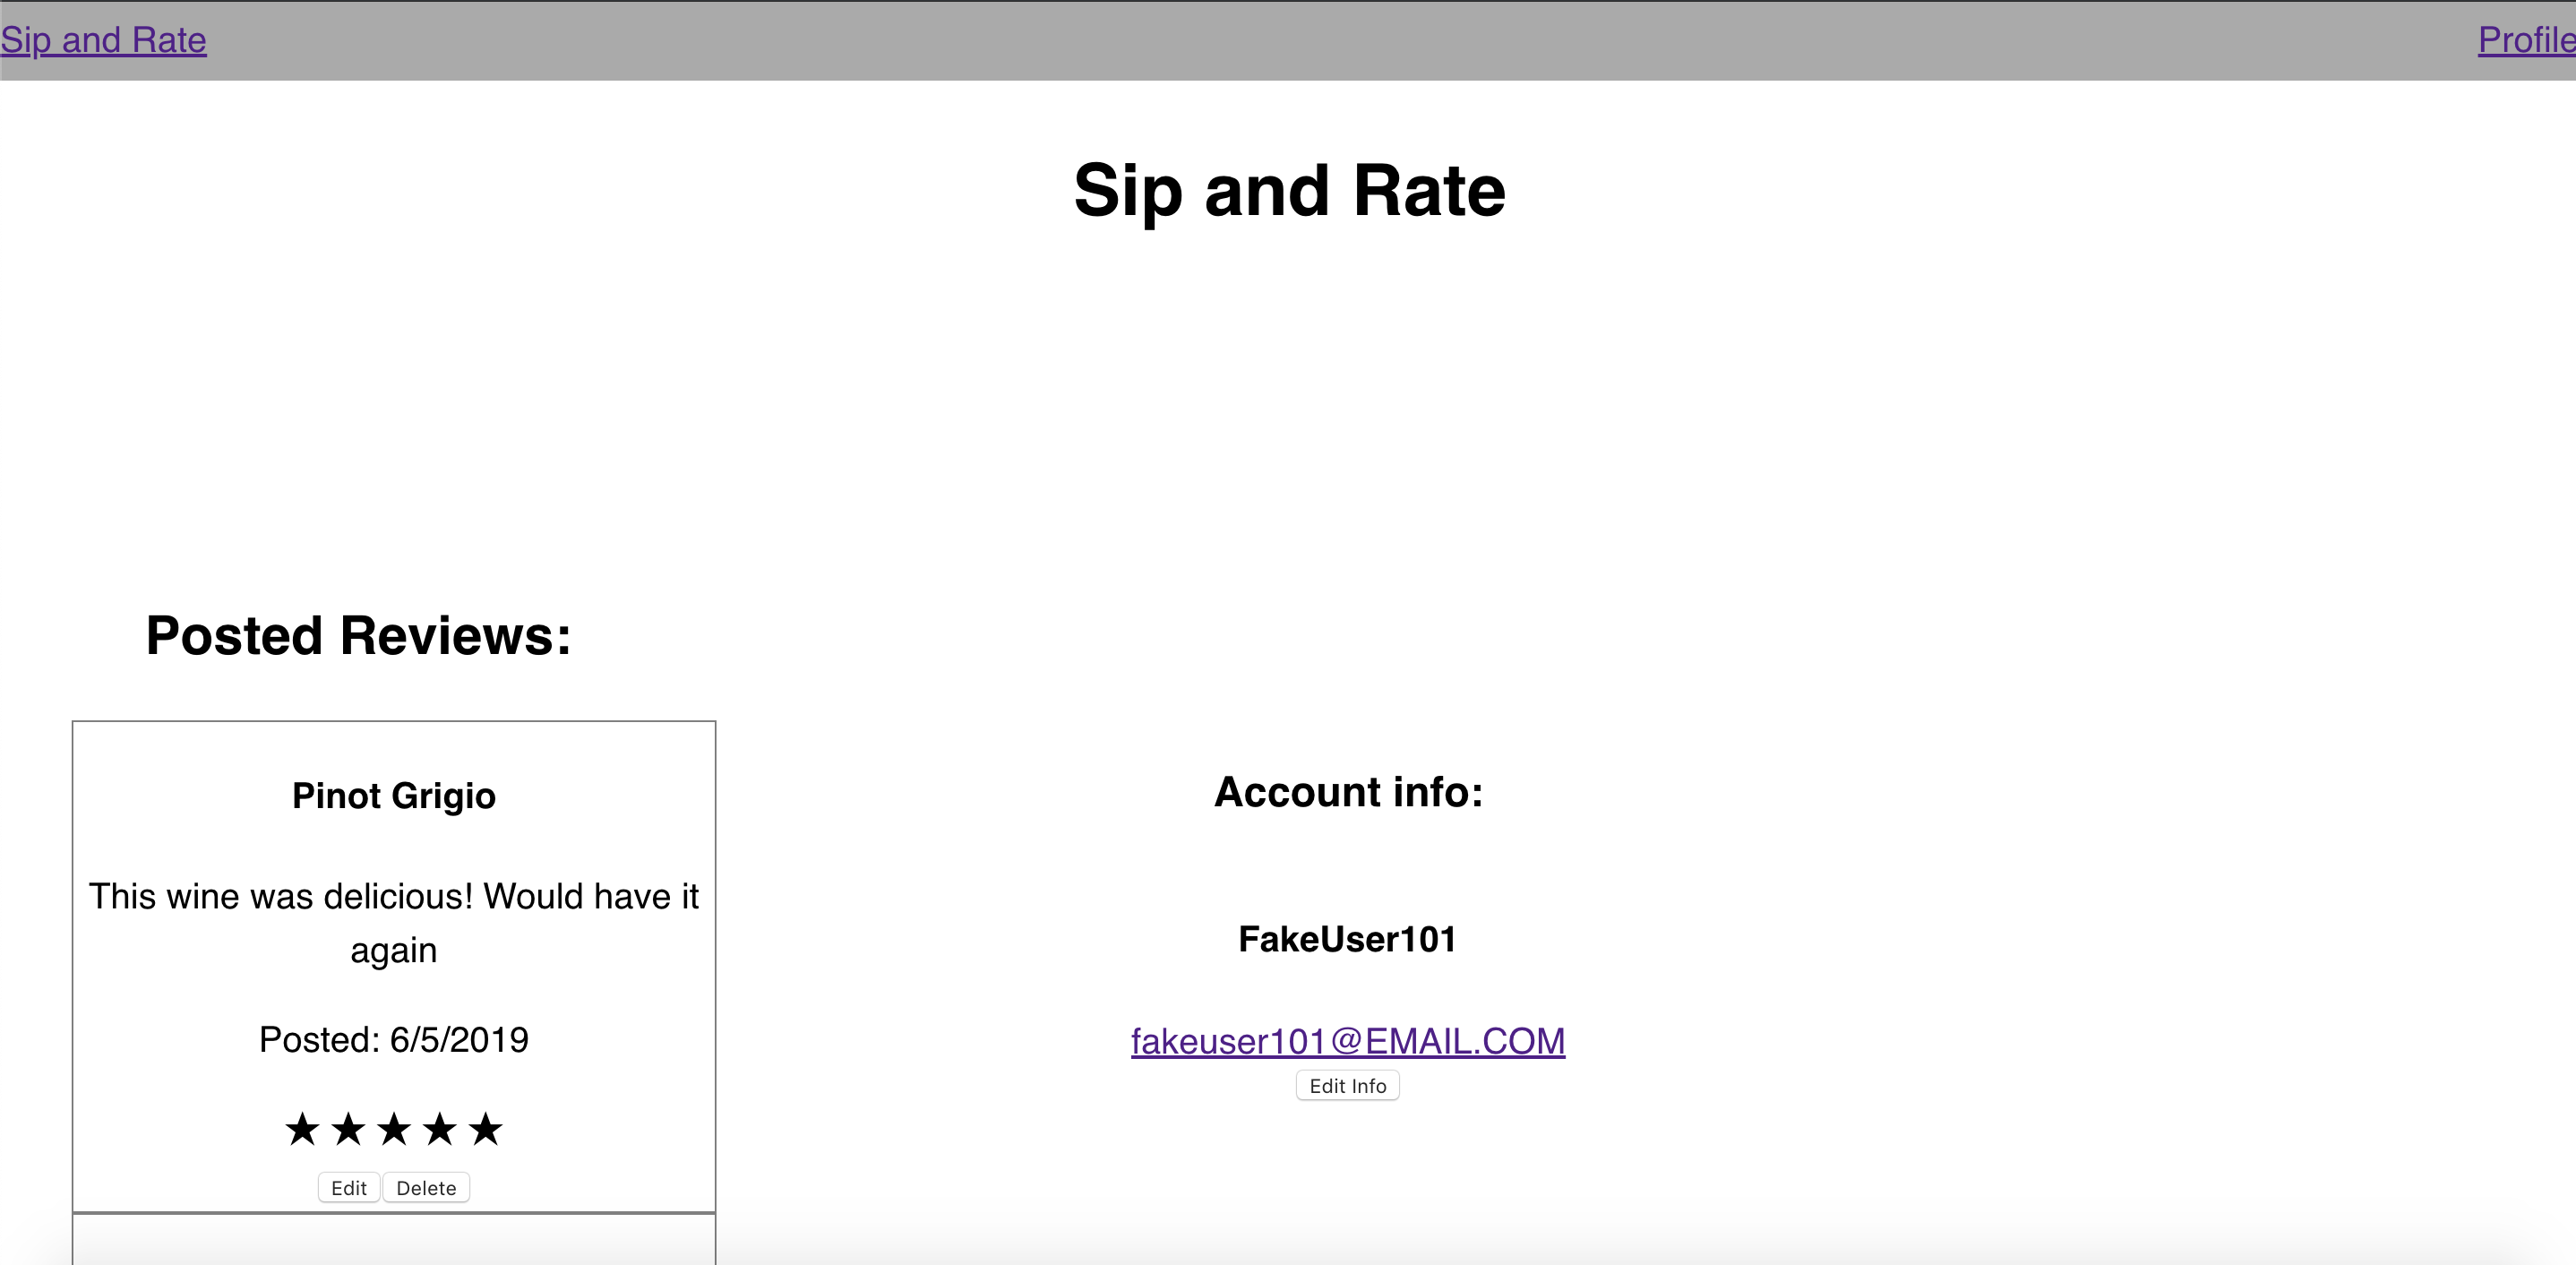 Sip and Rate
Profile
Sip and Rate
Posted Reviews:
Pinot Grigio
This wine was delicious! Would have it
again
Posted: 6/5/2019
★ ★ ★ ★ ★
Edit Delete
Account info:
FakeUser101
fakeuser101@EMAIL.COM
Edit Info